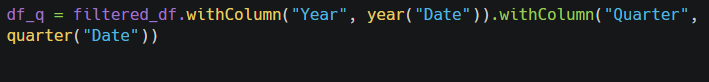 df_q = filtered_df.withColumn("Year", year("Date")).withColumn("Quarter",
quarter("Date"))